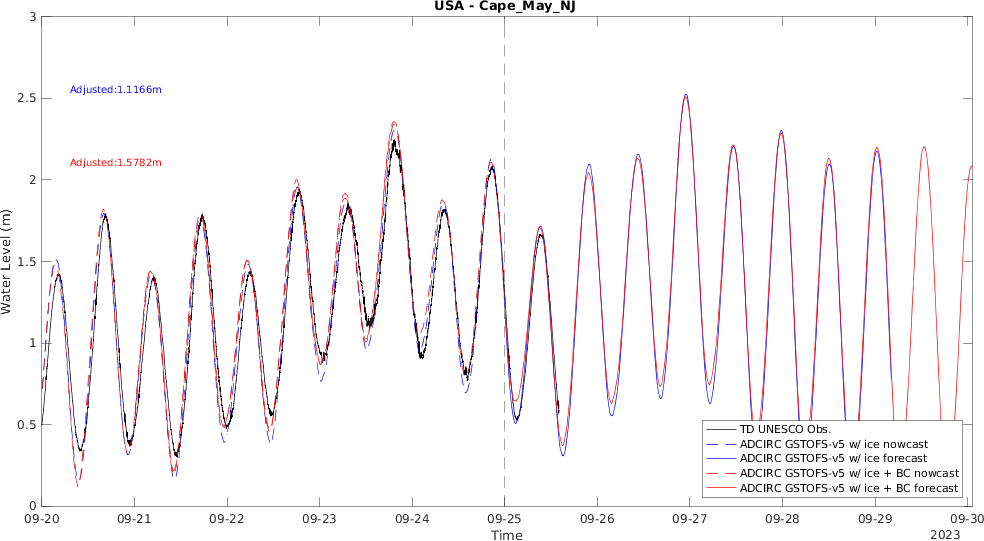 USA - Cape_May_NJ
3
2.5
2
1.5
1
0.5
0
Water Level (m)
Adjusted:1.1166m
Adjusted:1.5782m
TD UNESCO Obs.
ADCIRC GSTOFS-v5 w/ ice nowcast
ADCIRC GSTOFS-v5 w/ ice forecast
ADCIRC GSTOFS-v5 w/ ice + BC nowcast
ADCIRC GSTOFS-v5 w/ ice + BC forecast
09-20 09-21 09-22 09-23 09-24 09-25 09-26 09-27 09-28 09-29 09-30
Time
2023